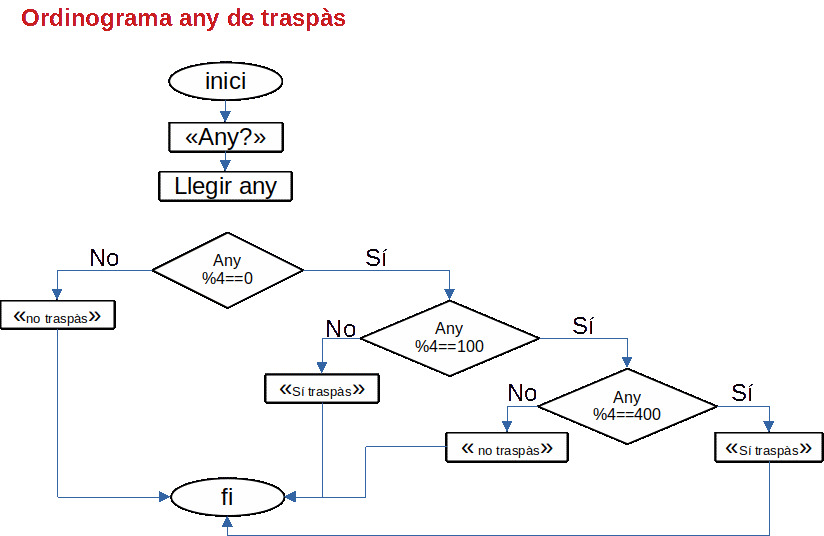 Ordinograma any de traspàs
inici
«Any?»
Llegir any
No
Any
%4==0
Sí
«no traspàs»
No
Any
%4==100
Sí
«Sí traspàs»
No
Any
%4==400
Sí
« no traspàs»
«Sí traspàs»
fi